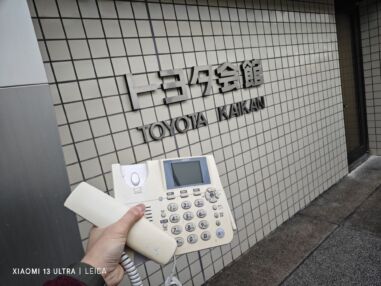 トヨタ会館
TOYOTA KAIKAN
XIAOMI 13 ULTRA | LEICA